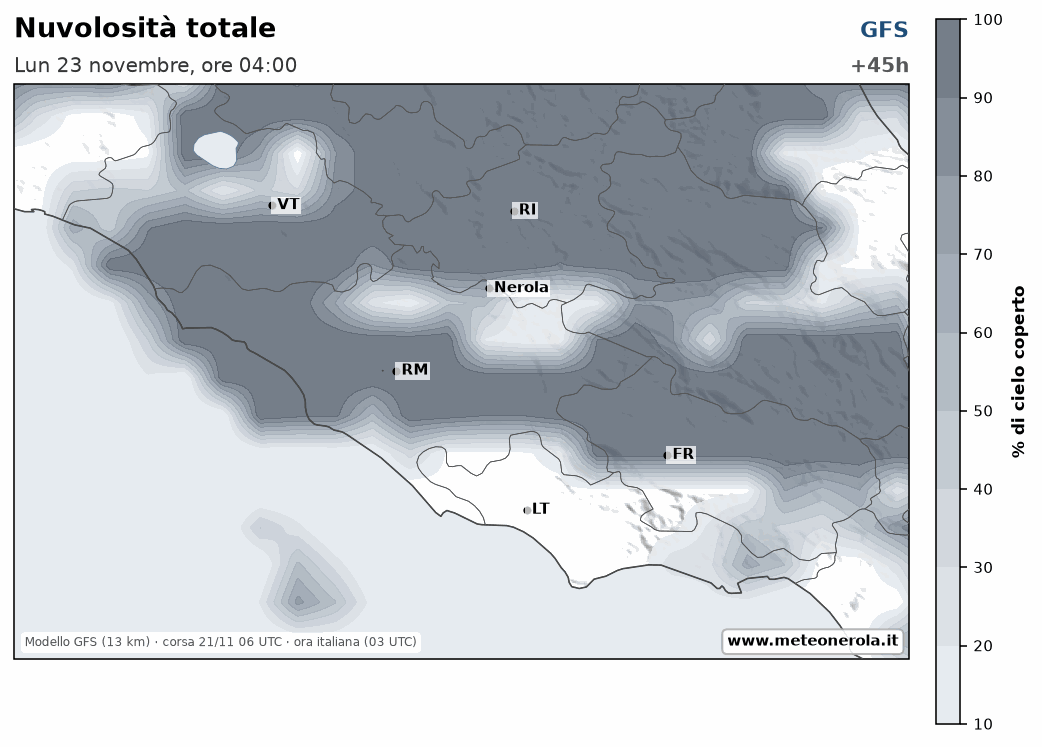 Nuvolosità totale
GFS
Lun 23 novembre, ore 04:00
+45h
VT
RI
Nerola
RM
FR
LT
Modello GFS (13 km) · corsa 21/11 06 UTC · ora italiana (03 UTC)
www.meteonerola.it
100
90
80
70
60
50
40
30
20
10
% di cielo coperto